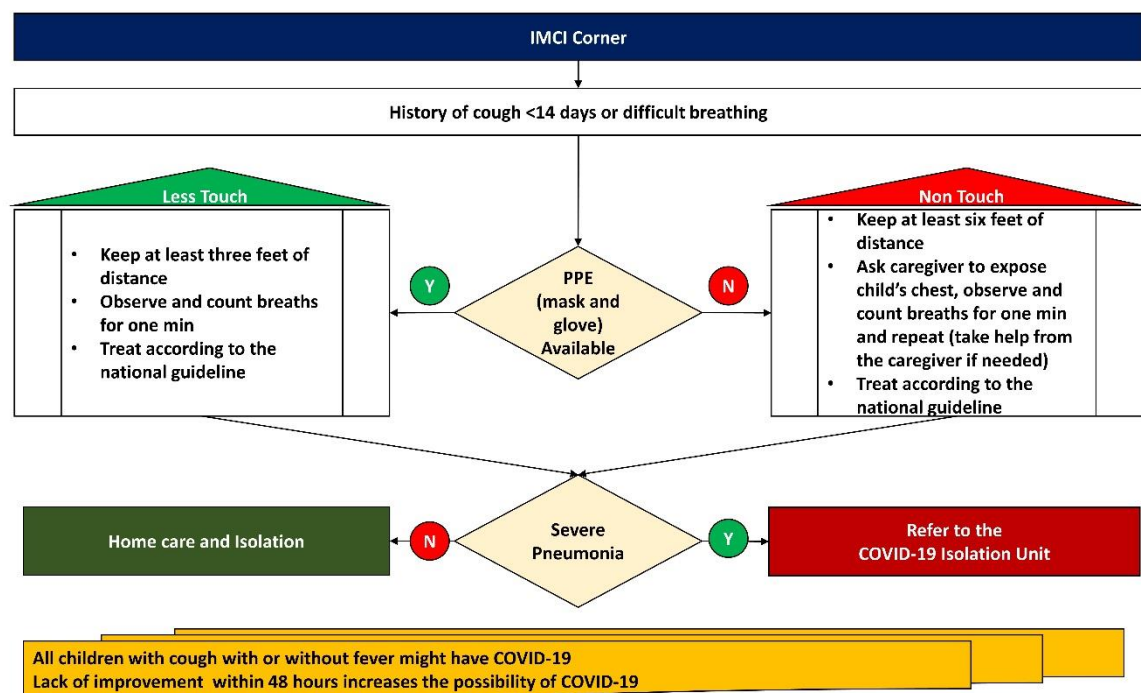 IMCI Corner
History of cough <14 days or difficult breathing
Less Touch
• Keep at least three feet of
distance
• Observe and count breaths
for one min
• Treat according to the
national guideline
Y
PPE
(mask and
glove)
Available
N
Non Touch
• Keep at least six feet of
distance
• Ask caregiver to expose
child’s chest, observe and
count breaths for one min
and repeat (take help from
the caregiver if needed)
• Treat according to the
national guideline
Home care and Isolation
N
Severe
Pneumonia
Y
Refer to the
COVID-19 Isolation Unit
All children with cough with or without fever might have COVID-19
Lack of improvement within 48 hours increases the possibility of COVID-19